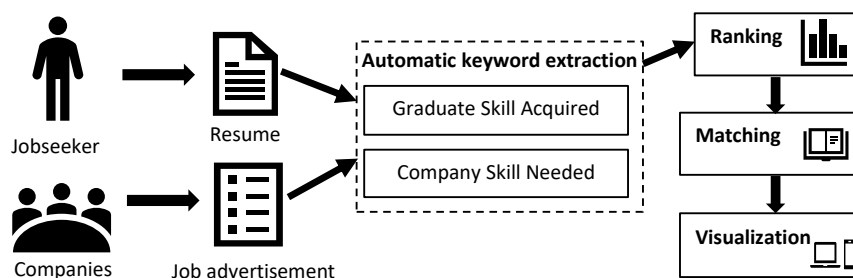 Jobseeker
Resume
Companies
Job advertisement
Automatic keyword extraction
Graduate Skill Acquired
Company Skill Needed
Ranking
Matching
Visualization